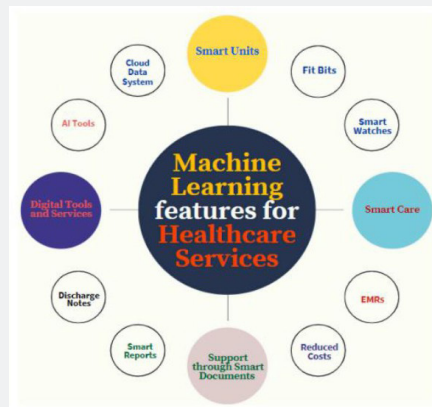 Smart Units
Cloud
Data
System
Fit Bits
AI Tools
Smart
Watches
Machine
Learning
features for
Healthcare
Services
Digital Tools
and Services
Smart Care
Discharge
Notes
EMRs
Smart
Reports
Reduced
Costs
Support
through Smart
Documents